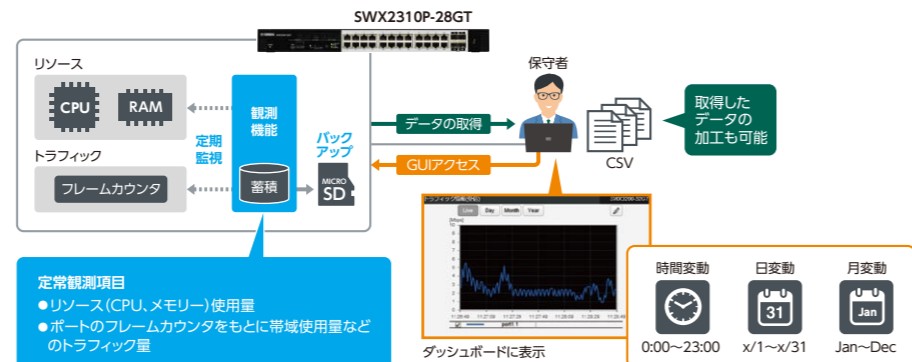 SWX2310P-28GT
リソース
CPU
RAM
観測
機能
定期
監視
バック
アップ
トラフィック
フレームカウンタ
蓄積
MICRO
SD
データの取得
GUIアクセス
保守者
CSV
取得した
データの
加工も可能
定常観測項目
●リソース(CPU、メモリー)使用量
●ポートのフレームカウンタをもとに帯域使用量など
のトラフィック量
Live Day Month Year
port1.1
ダッシュボードに表示
時間変動
0:00〜23:00
日変動
31
x/1〜x/31
月変動
Jan
Jan〜Dec